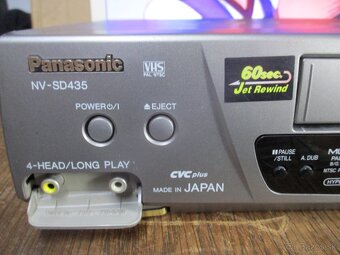 Panasonic
NV-SD435
VHS
PAL NTSC
60sec.
Jet Rewind
POWER /I
EJECT
4-HEAD/LONG PLAY
PAUSE
/STILL
A. DUB
CVC plus
MADE IN JAPAN